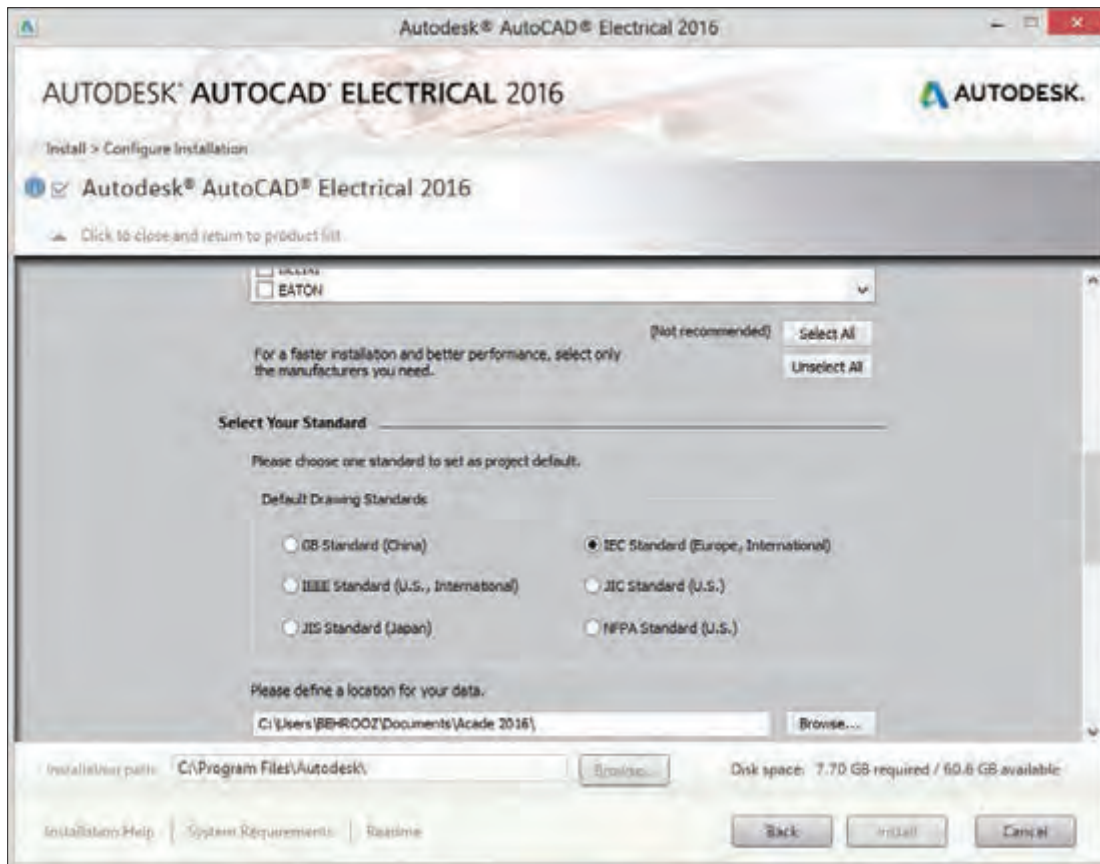 Autodesk® AutoCAD® Electrical 2016
AUTODESK® AUTOCAD® ELECTRICAL 2016
AUTODESK.
Install > Configure Installation
Autodesk® AutoCAD® Electrical 2016
Click to close and return to product list
EATON
(Not recommended)
Select All
For a faster installation and better performance, select only
the manufacturers you need.
Unselect All
Select Your Standard
Please choose one standard to set as project default.
Default Drawing Standards
GB Standard (China)
IEC Standard (Europe, International)
IEEE Standard (U.S., International)
JIC Standard (U.S.)
JIS Standard (Japan)
NFPA Standard (U.S.)
Please define a location for your data.
C:\Users\BEHROOZ\Documents\Acade 2016\
Browse...
Installation path: C:\Program Files\Autodesk\
Browse...
Disk space: 7.70 GB required / 60.6 GB available
Installation Help | System Requirements | Readme
Back
Install
Cancel